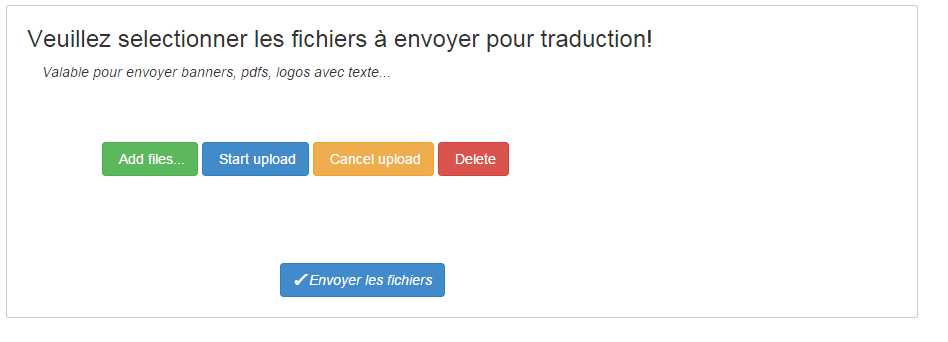 Veuillez selectionner les fichiers à envoyer pour traduction!
Valable pour envoyer banners, pdfs, logos avec texte...
Add files... Start upload Cancel upload Delete
✓ Envoyer les fichiers